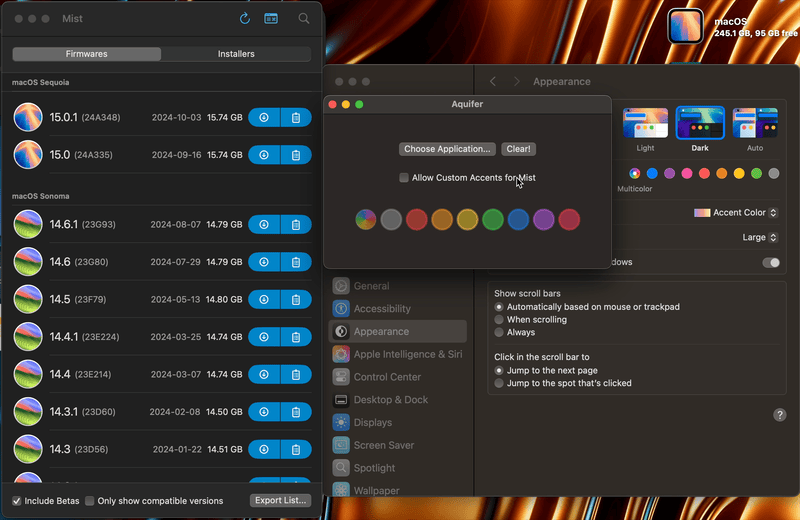 Mist
Firmwares
Installers
macOS Sequoia
15.0.1 (24A348) 2024-10-03 15.74 GB
15.0 (24A335) 2024-09-16 15.74 GB
macOS Sonoma
14.6.1 (23G93) 2024-08-07 14.79 GB
14.6 (23G80) 2024-07-29 14.79 GB
14.5 (23F79) 2024-05-13 14.80 GB
14.4.1 (23E224) 2024-03-25 14.74 GB
14.4 (23E214) 2024-03-07 14.74 GB
14.3.1 (23D60) 2024-02-08 14.50 GB
14.3 (23D56) 2024-01-22 14.51 GB
Include Betas
Only show compatible versions
Export List...
Aquifer
Choose Application...
Clear!
Allow Custom Accents for Mist
macOS
245.1 GB, 95 GB free
Appearance
Light
Dark
Auto
Multicolor
Accent Color
Large
General
Accessibility
Appearance
Apple Intelligence & Siri
Control Center
Desktop & Dock
Displays
Screen Saver
Spotlight
Wallpaper
Show scroll bars
Automatically based on mouse or trackpad
When scrolling
Always
Click in the scroll bar to
Jump to the next page
Jump to the spot that's clicked
?